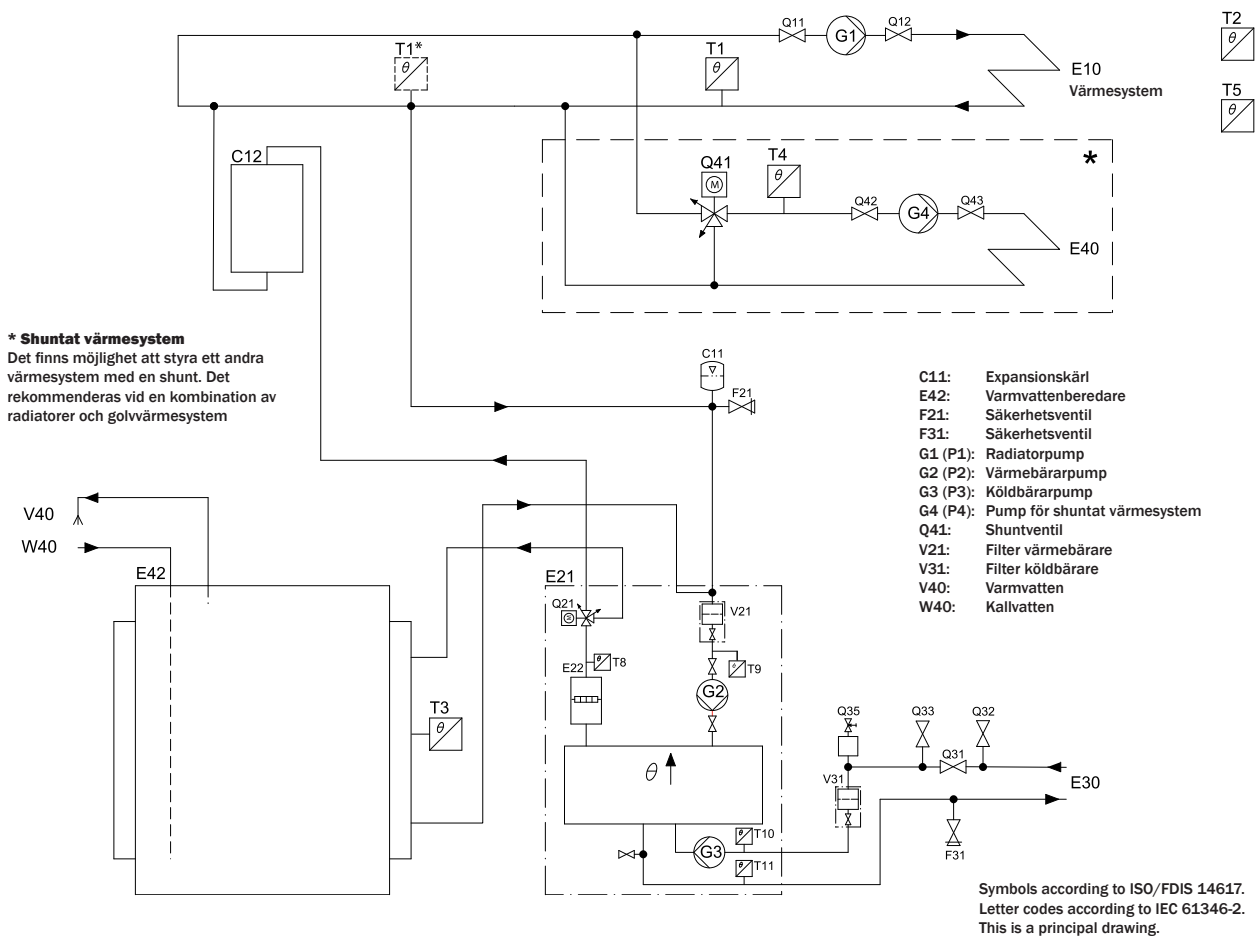 Q11
G1
Q12
T2
θ
T1*
θ
T1
θ
E10
Värmesystem
T5
θ
C12
*
Q41
M
T4
θ
Q42
G4
Q43
E40
* Shuntat värmesystem
Det finns möjlighet att styra ett andra
värmesystem med en shunt. Det
rekommenderas vid en kombination av
radiatorer och golvvärmesystem
C11
F21
C11: Expansionskärl
E42: Varmvattenberedare
F21: Säkerhetsventil
F31: Säkerhetsventil
G1 (P1): Radiatorpump
G2 (P2): Värmebärarpump
G3 (P3): Köldbärarpump
G4 (P4): Pump för shuntat värmesystem
Q41: Shuntventil
V21: Filter värmebärare
V31: Filter köldbärare
V40: Varmvatten
W40: Kallvatten
V40
W40
E42
E21
Q21
M
V21
E22
θ
T8
θ
T9
G2
T3
θ
θ
Q35
Q33
Q32
Q31
V31
E30
G3
θ
T10
θ
T11
F31
Symbols according to ISO/FDIS 14617.
Letter codes according to IEC 61346-2.
This is a principal drawing.